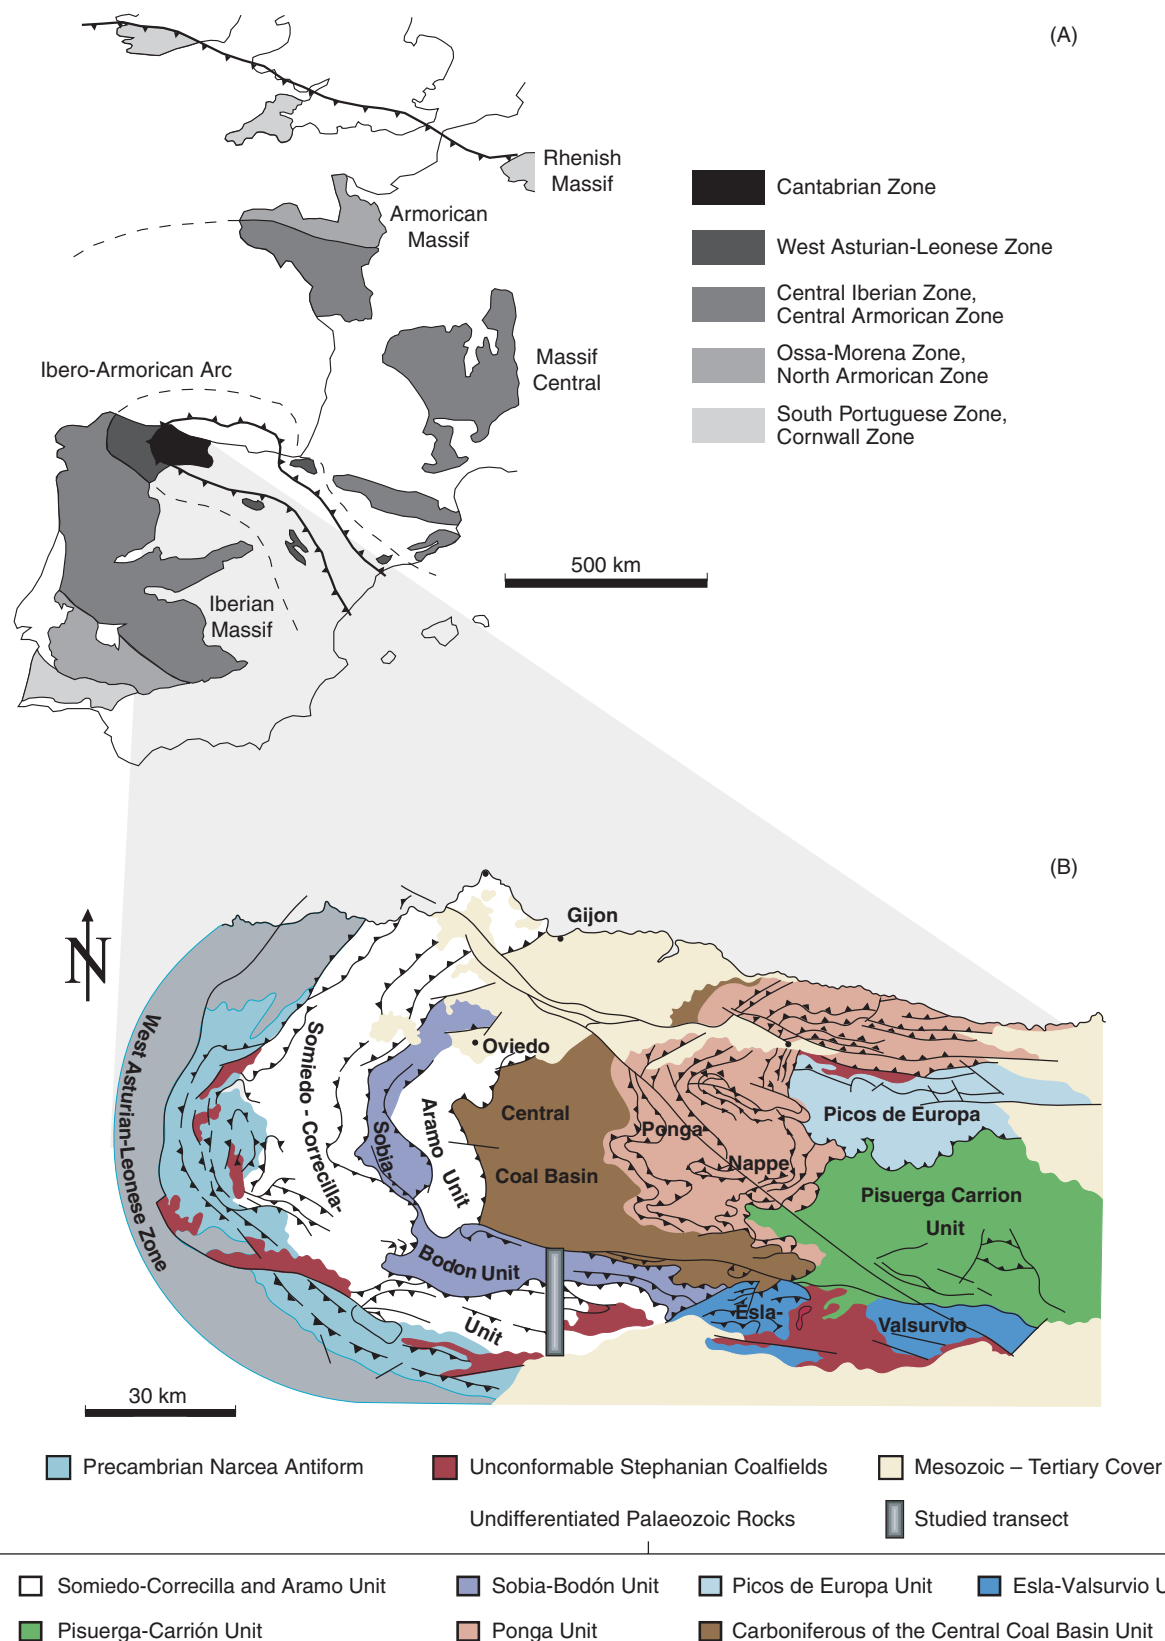 (A)
Rhenish
Massif
Armorican
Massif
Cantabrian Zone
West Asturian-Leonese Zone
Central Iberian Zone,
Central Armorican Zone
Ossa-Morena Zone,
North Armorican Zone
South Portuguese Zone,
Cornwall Zone
Massif
Central
Ibero-Armorican Arc
500 km
Iberian
Massif
(B)
N
Gijon
Oviedo
West Asturian-Leonese Zone
Somiedo - Correcilla-
Unit
Sobia-
Bodon Unit
Aramo Unit
Central
Coal Basin
Ponga
Nappe
Picos de Europa
Pisuerga Carrion
Unit
Esla-
Valsurvio
30 km
Precambrian Narcea Antiform
Unconformable Stephanian Coalfields
Mesozoic – Tertiary Cover
Undifferentiated Palaeozoic Rocks
Studied transect
Somiedo-Correcilla and Aramo Unit
Sobia-Bodón Unit
Picos de Europa Unit
Esla-Valsurvio U
Pisuerga-Carrión Unit
Ponga Unit
Carboniferous of the Central Coal Basin Unit